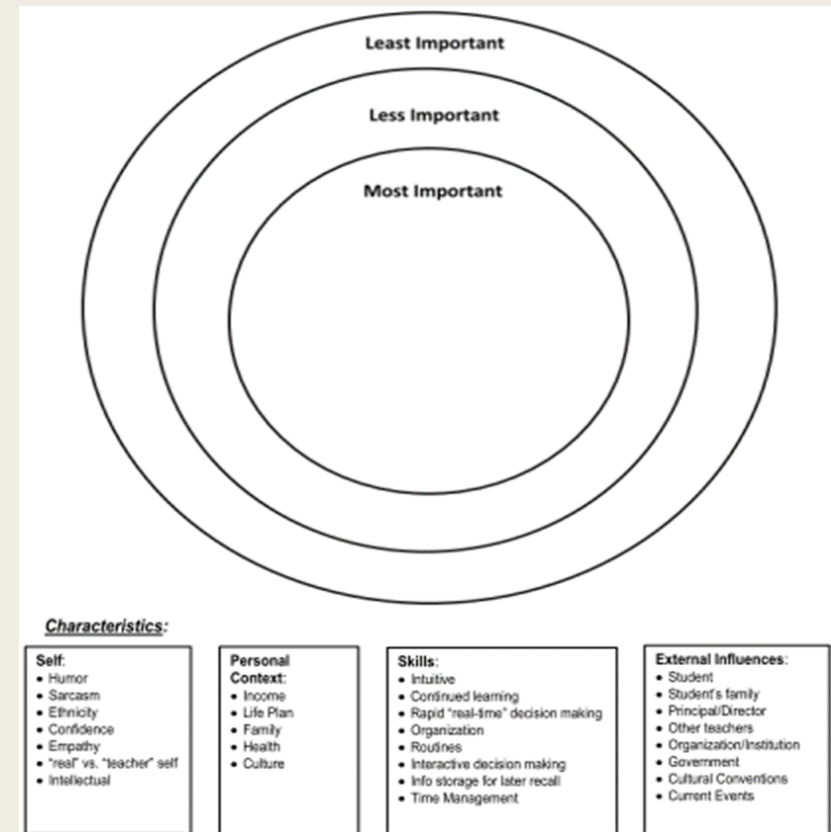 Least Important
Less Important
Most Important
Characteristics:
Self:
• Humor
• Sarcasm
• Ethnicity
• Confidence
• Empathy
• "real" vs. "teacher" self
• Intellectual
Personal
Context:
• Income
• Life Plan
• Family
• Health
• Culture
Skills:
• Intuitive
• Continued learning
• Rapid "real-time" decision making
• Organization
• Routines
• Interactive decision making
• Info storage for later recall
• Time Management
External Influences:
• Student
• Student's family
• Principal/Director
• Other teachers
• Organization/Institution
• Government
• Cultural Conventions
• Current Events